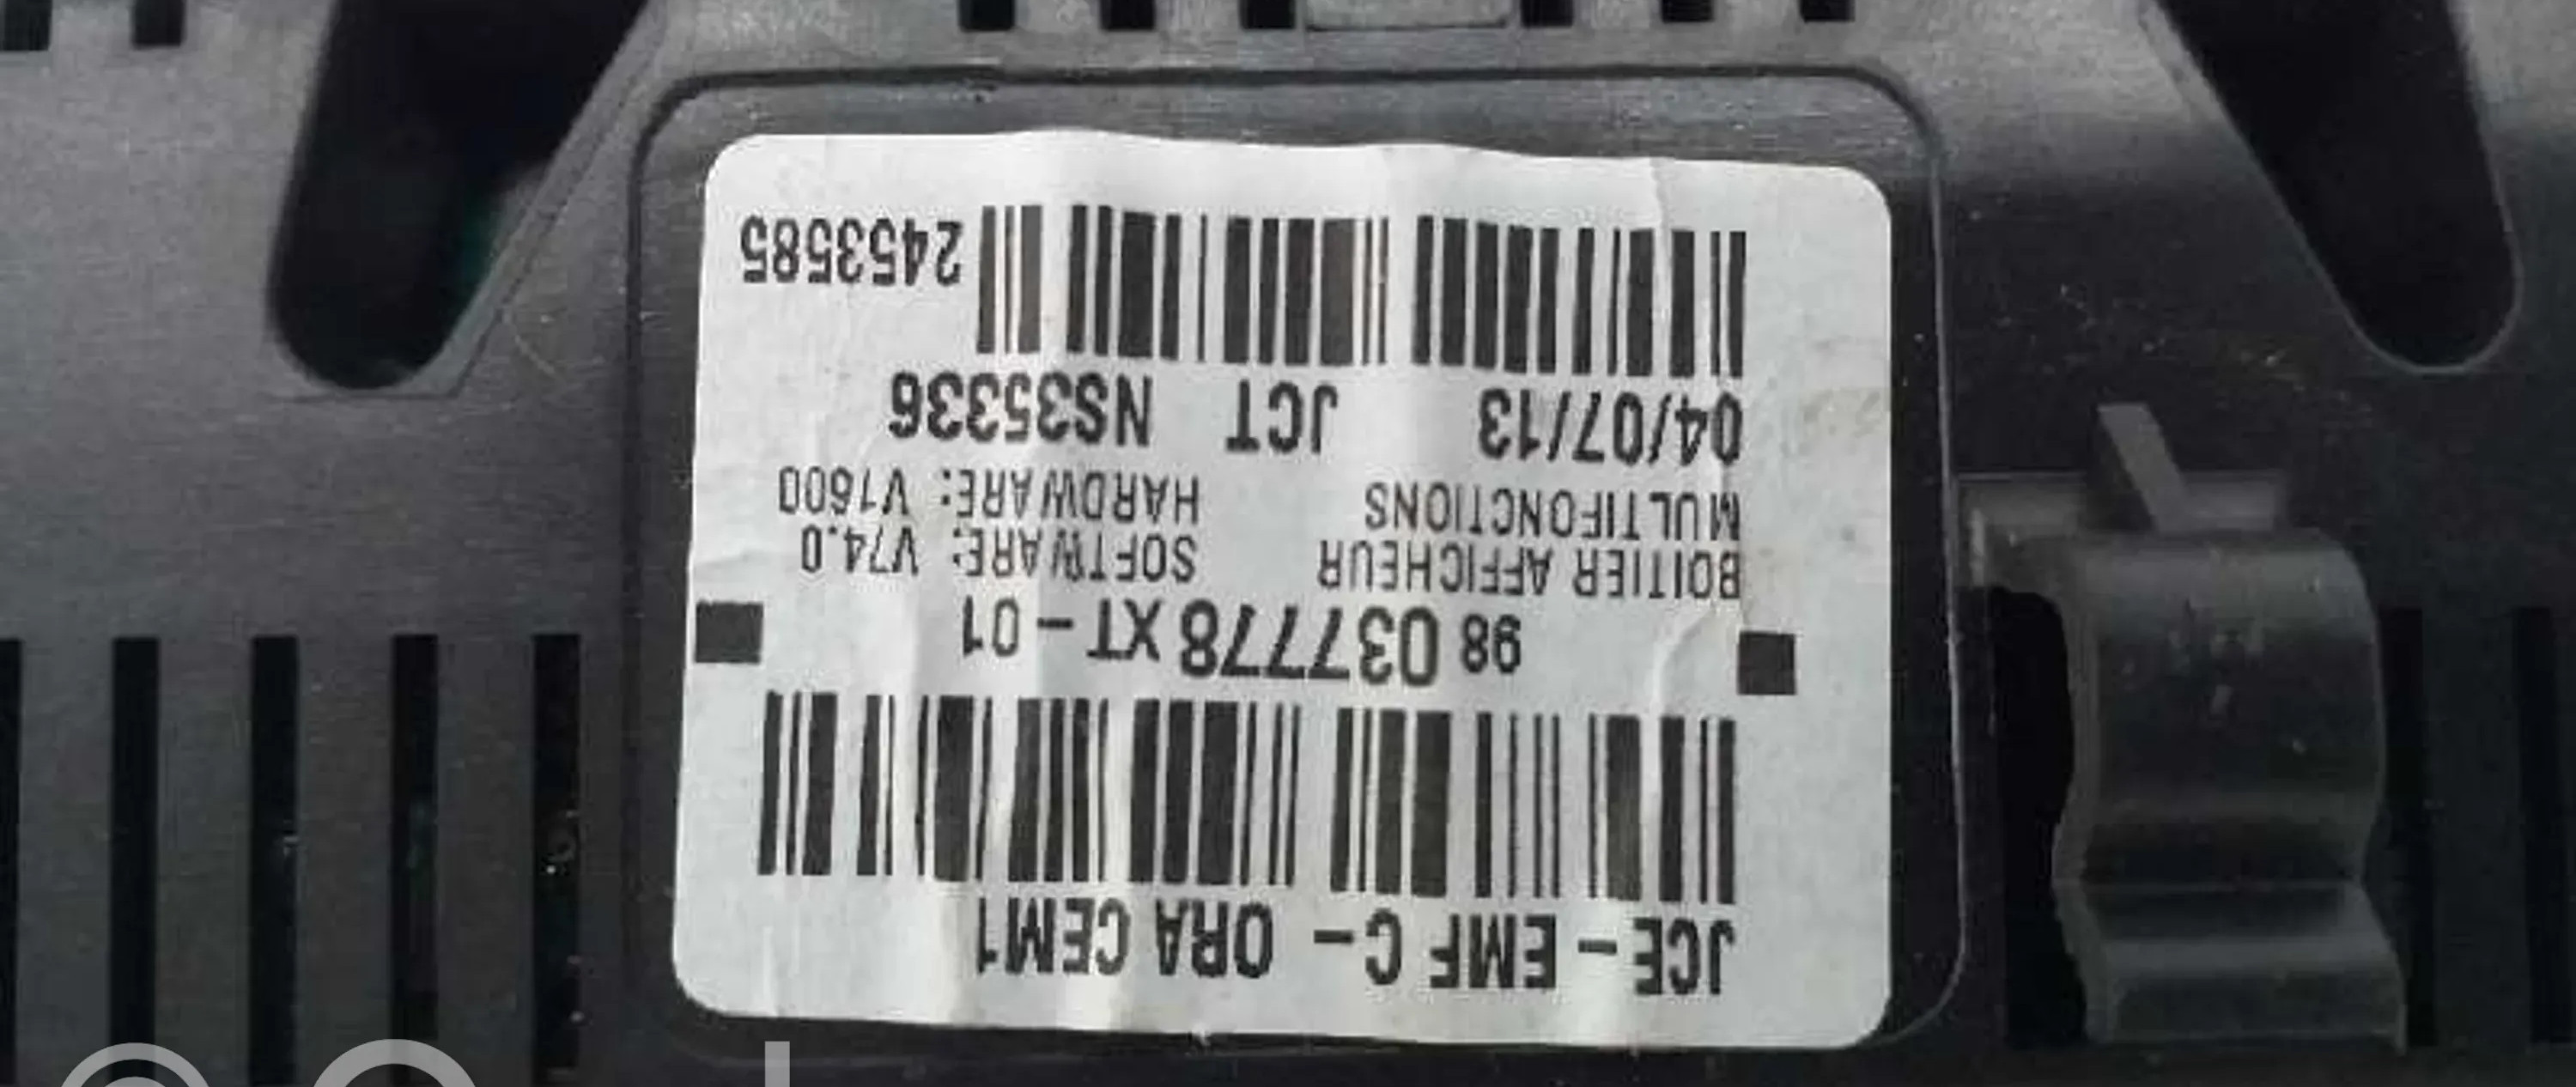 JCE - EMF C - ORA CEM1
98 037778 XT - 01
BOITIER AFFICHEUR SOFTWARE: V74.0
MULTIFONCTIONS HARDWARE: V1600
04/07/13 JCT NS35336
2453585